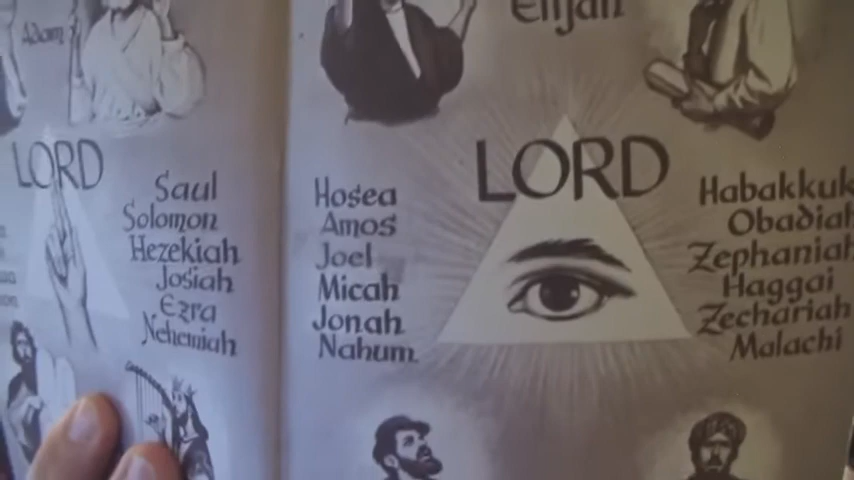 Adam
LORD
Saul
Solomon
Hezekiah
Josiah
Ezra
Nehemiah
Elijah
LORD
Hosea
Amos
Joel
Micah
Jonah
Nahum
Habakkuk
Obadiah
Zephaniah
Haggai
Zechariah
Malachi